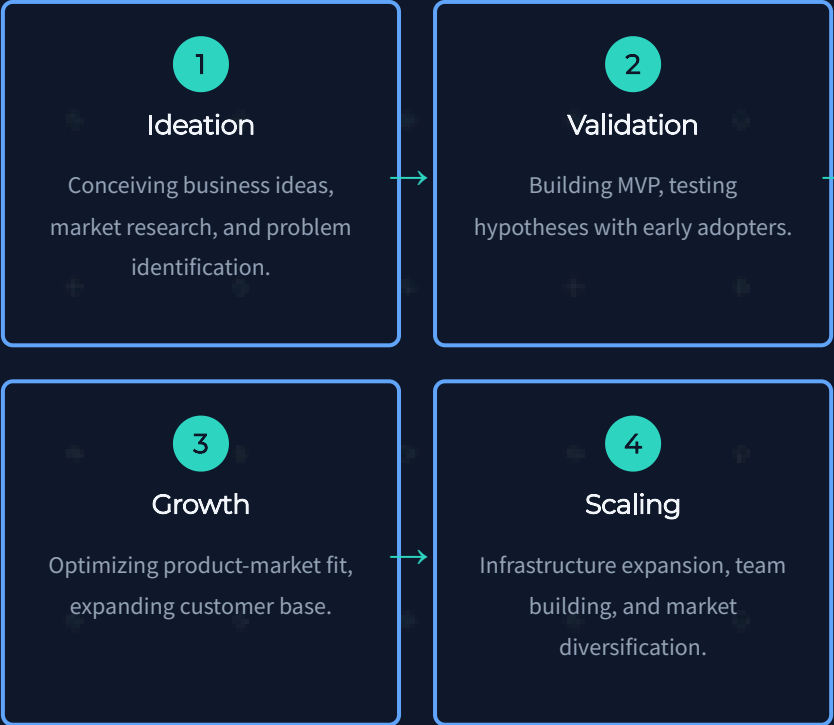 1
Ideation
Conceiving business ideas,
market research, and problem
identification.
→
2
Validation
Building MVP, testing
hypotheses with early adopters.
3
Growth
Optimizing product-market fit,
expanding customer base.
→
4
Scaling
Infrastructure expansion, team
building, and market
diversification.